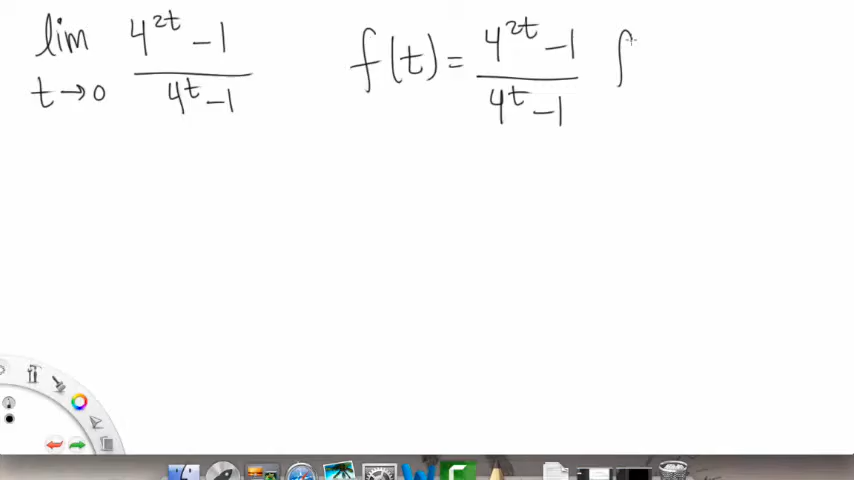 lim t→0 (4^{2t} − 1)/(4^t − 1)
f(t) = (4^{2t} − 1)/(4^t − 1)